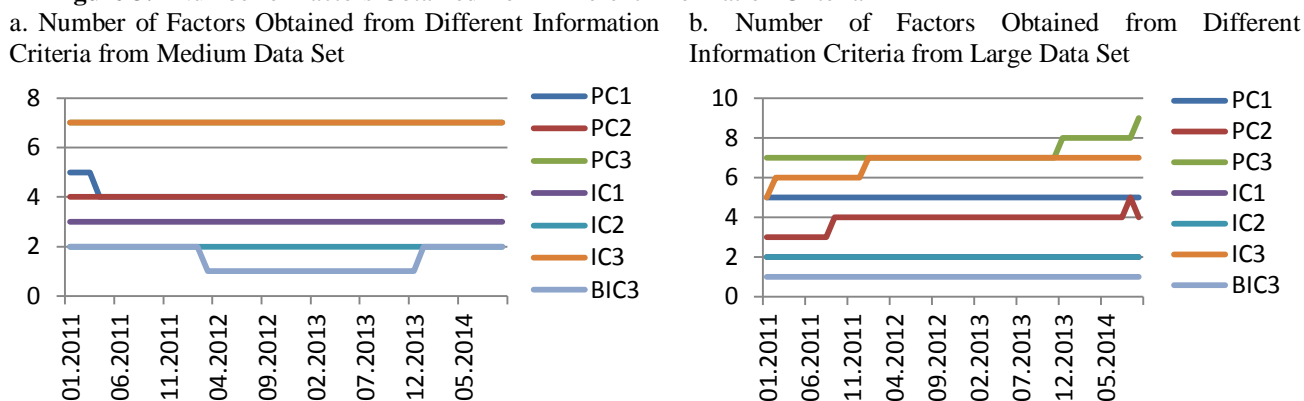 a. Number of Factors Obtained from Different Information
Criteria from Medium Data Set
8
6
4
2
0
01.2011
06.2011
11.2011
04.2012
09.2012
02.2013
07.2013
12.2013
05.2014
PC1
PC2
PC3
IC1
IC2
IC3
BIC3
b. Number of Factors Obtained from Different
Information Criteria from Large Data Set
10
8
6
4
2
0
01.2011
06.2011
11.2011
04.2012
09.2012
02.2013
07.2013
12.2013
05.2014
PC1
PC2
PC3
IC1
IC2
IC3
BIC3